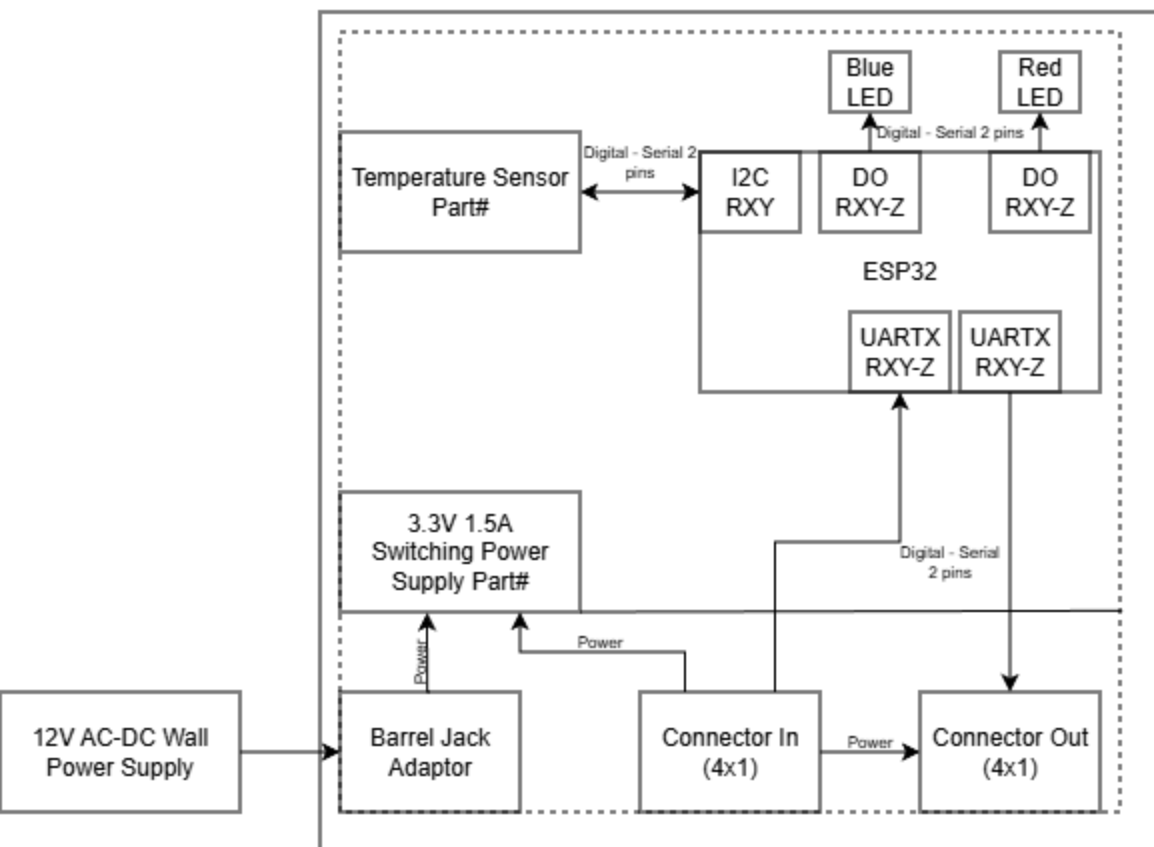 Blue
LED
Red
LED
Digital - Serial 2 pins
Temperature Sensor
Part#
Digital - Serial 2
pins
I2C
RXY
DO
RXY-Z
DO
RXY-Z
ESP32
UARTX
RXY-Z
UARTX
RXY-Z
3.3V 1.5A
Switching Power
Supply Part#
Digital - Serial
2 pins
Power
Power
12V AC-DC Wall
Power Supply
Barrel Jack
Adaptor
Connector In
(4x1)
Power
Connector Out
(4x1)